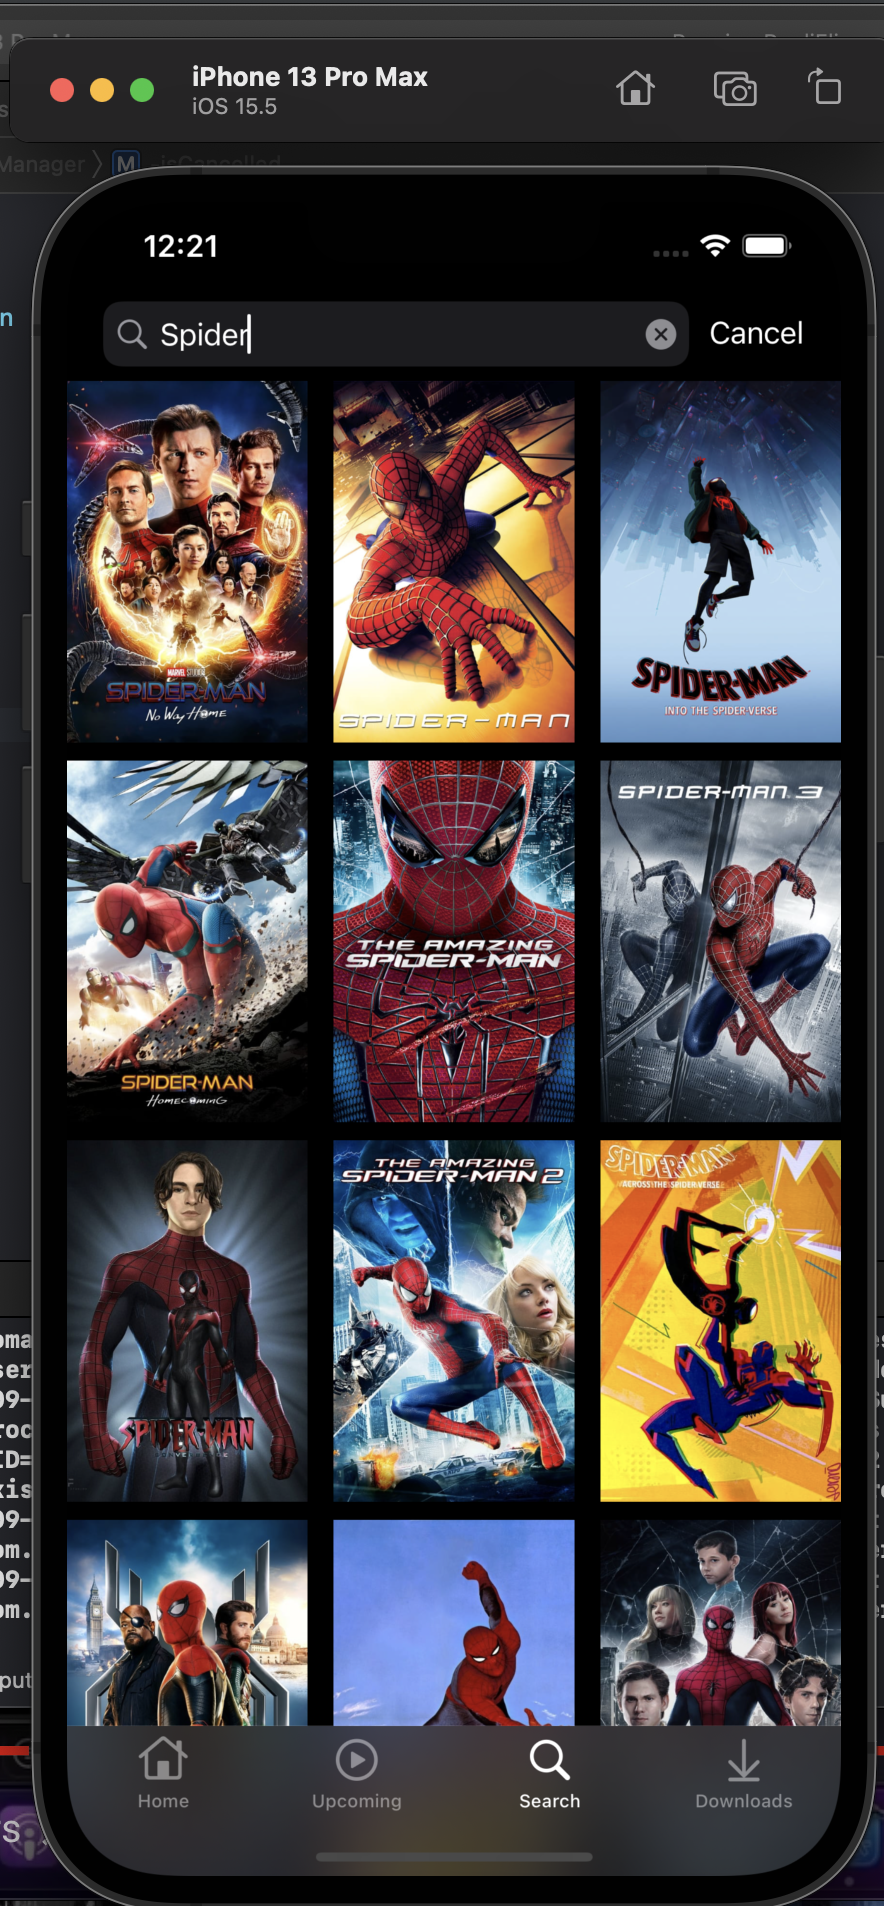 iPhone 13 Pro Max
iOS 15.5
Manager
M
isCancelled
12:21
Spider
Cancel
MARVEL STUDIOS
SPIDER-MAN
No Way Home
SPIDER-MAN
SPIDER-MAN
INTO THE SPIDER-VERSE
SPIDER-MAN
HOMECOMING
THE AMAZING
SPIDER-MAN
SPIDER-MAN 3
SPIDER-MAN
THE AMAZING
SPIDER-MAN 2
SPIDER-MAN
ACROSS THE SPIDER-VERSE
Home
Upcoming
Search
Downloads